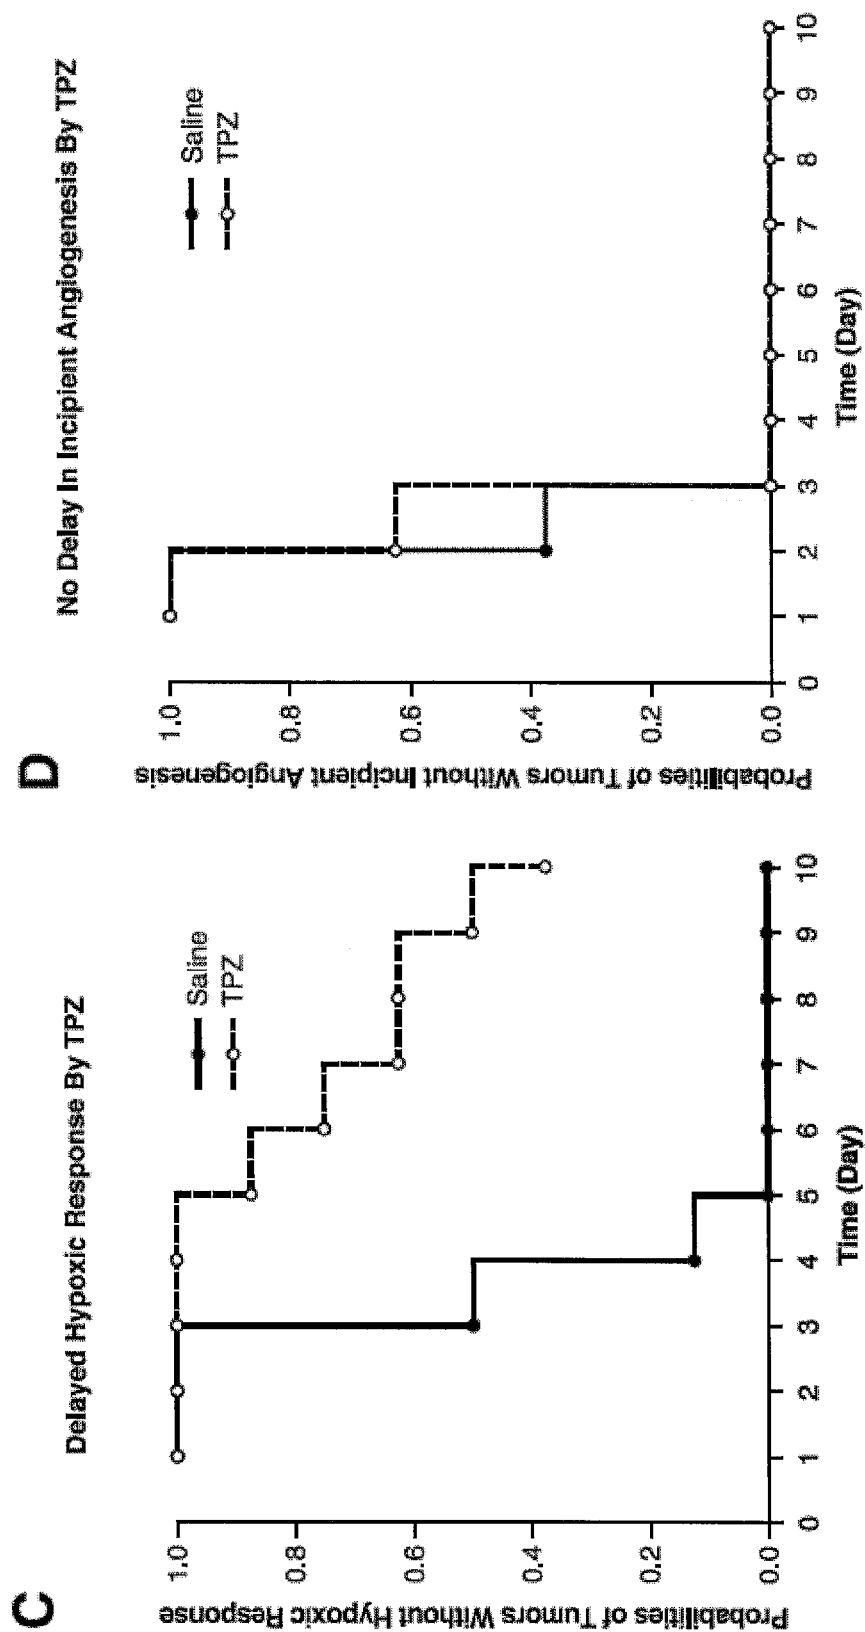 C
Delayed Hypoxic Response By TPZ
Saline
TPZ
Probabilities of Tumors Without Hypoxic Response
1.0
0.8
0.6
0.4
0.2
0.0
0 1 2 3 4 5 6 7 8 9 10
Time (Day)
D
No Delay In Incipient Angiogenesis By TPZ
Saline
TPZ
Probabilities of Tumors Without Incipient Angiogenesis
1.0
0.8
0.6
0.4
0.2
0.0
0 1 2 3 4 5 6 7 8 9 10
Time (Day)